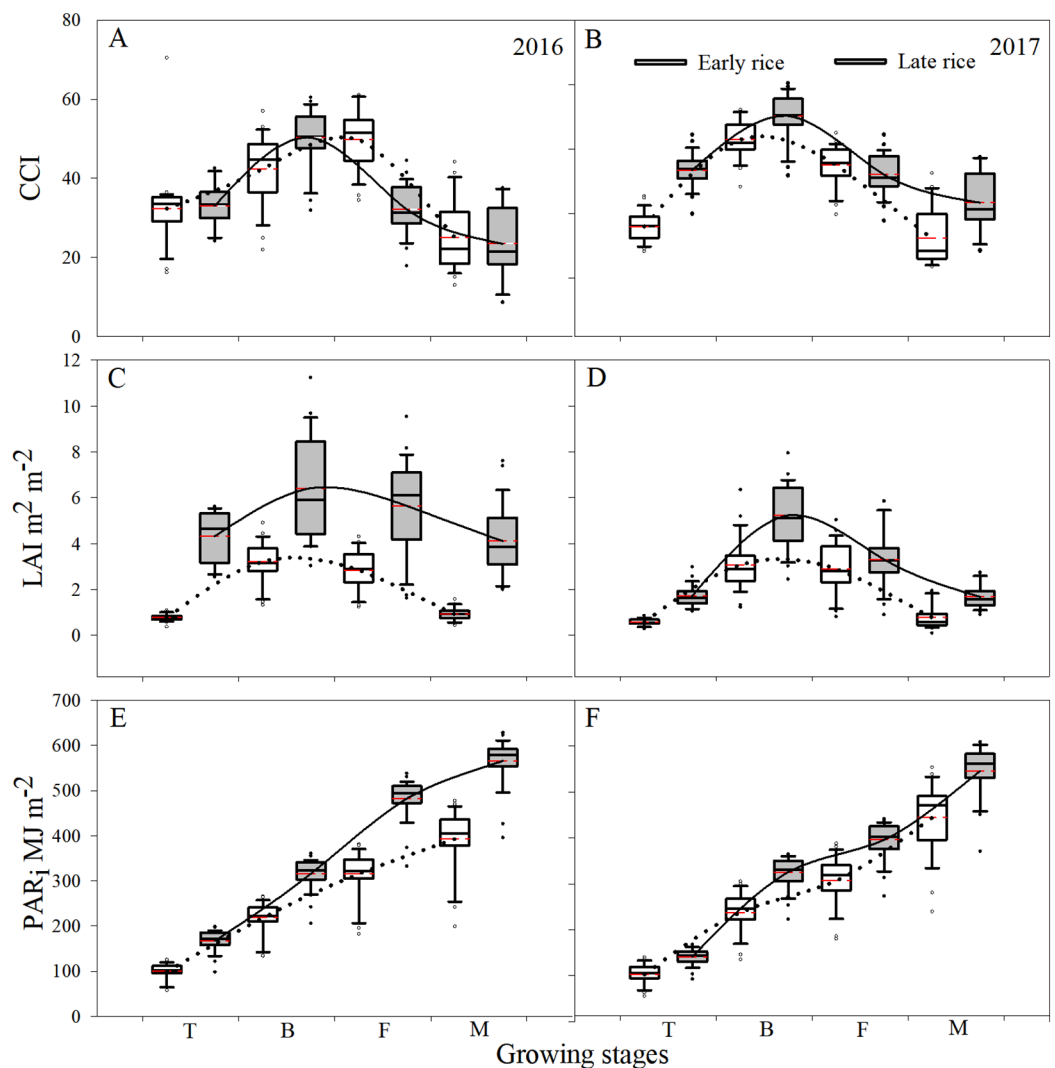 A
2016
B
2017
Early rice
Late rice
80
60
40
20
0
CCI
C
D
12
10
8
6
4
2
0
LAI m² m⁻²
E
F
700
600
500
400
300
200
100
0
PARᵢ MJ m⁻²
T B F M T B F M
Growing stages